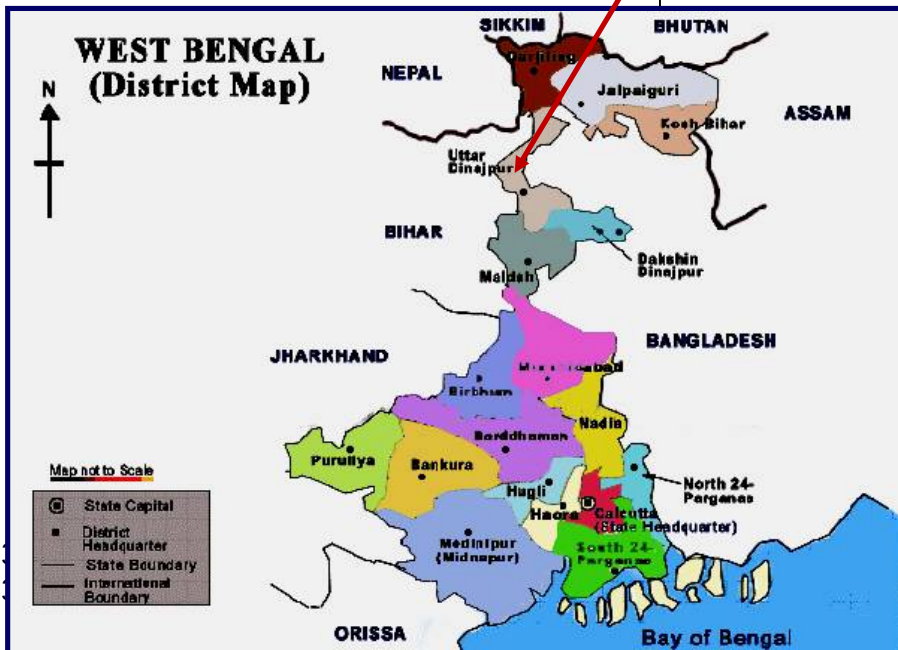 SIKKIM
BHUTAN
WEST BENGAL
(District Map)
NEPAL
N
Darjiling
Jalpaiguri
ASSAM
Kosh Bihar
Uttar
Dinajpur
BIHAR
Dakshin
Dinajpur
Maldah
BANGLADESH
JHARKHAND
Birbhum
Nadia
Barddhaman
Puruliya
Bankura
Map not to Scale
North 24-
Parganas
Hugli
State Capital
Haora
Calcutta
(State Headquarter)
District
Headquarter
Medinipur
(Midnapur)
South 24-
Parganas
State Boundary
International
Boundary
ORISSA
Bay of Bengal